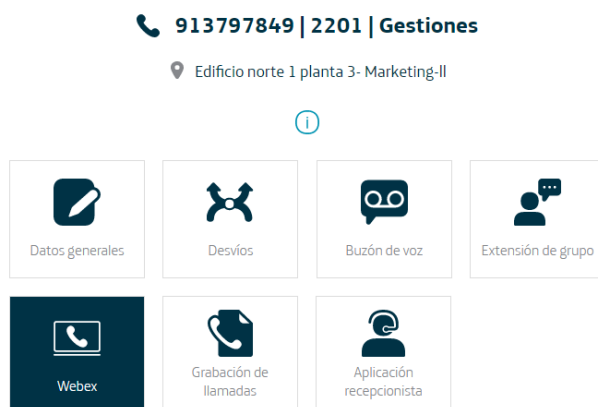 913797849 | 2201 | Gestiones
Edificio norte 1 planta 3- Marketing-ll
i
Datos generales
Desvíos
Buzón de voz
Extensión de grupo
Webex
Grabación de
llamadas
Aplicación
recepcionista